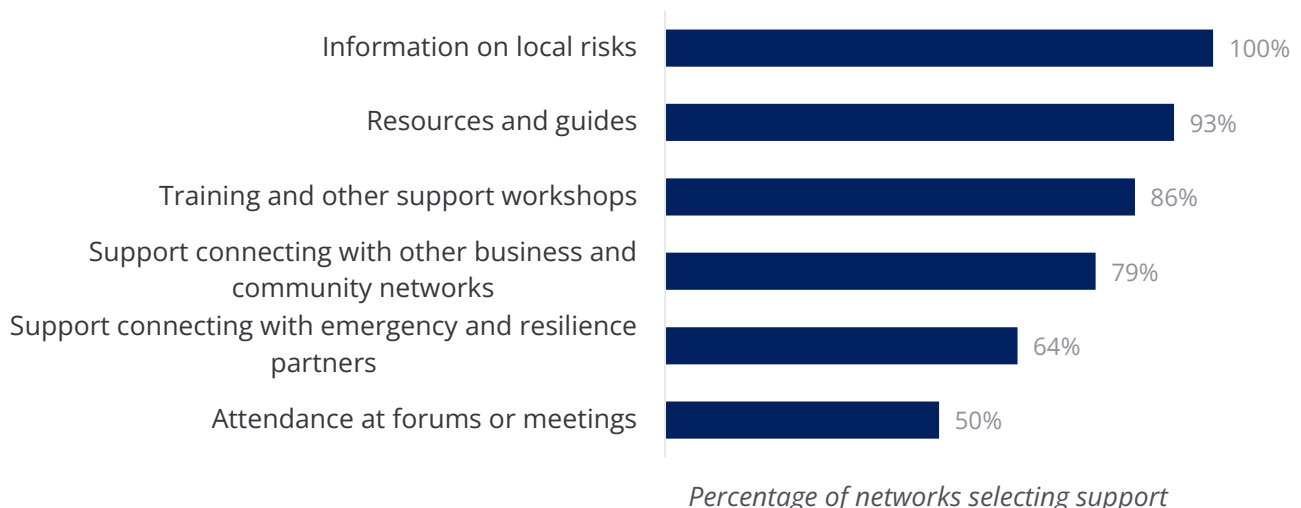 Information on local risks
100%
Resources and guides
93%
Training and other support workshops
86%
Support connecting with other business and
community networks
79%
Support connecting with emergency and resilience
partners
64%
Attendance at forums or meetings
50%
Percentage of networks selecting support